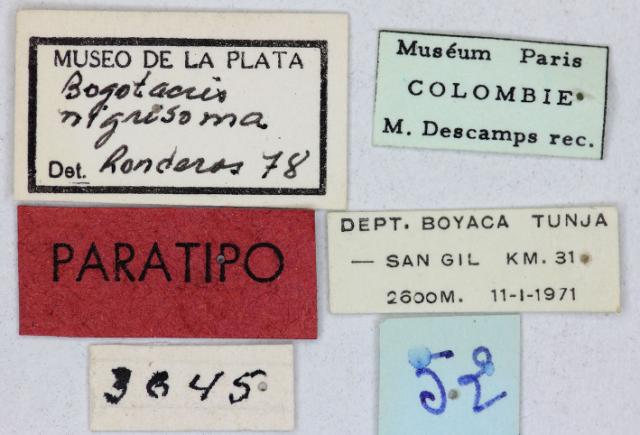 MUSEO DE LA PLATA
Bogotacris
nigrisoma
Det. Ronderos 78
Muséum Paris
COLOMBIE
M. Descamps rec.
PARATIPO
DEPT. BOYACA TUNJA
— SAN GIL KM. 31
2600M. 11-I-1971
3645
52